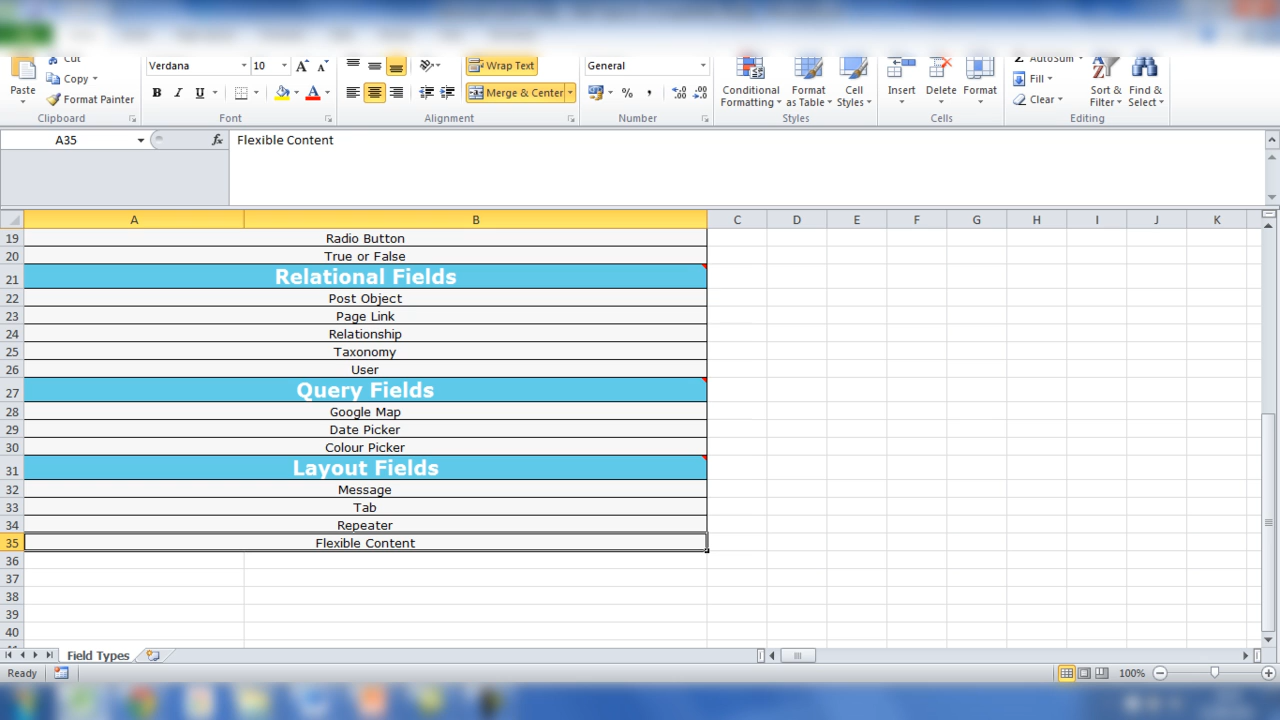 Cut
Paste
Copy
Format Painter
Clipboard
Verdana
10
B I U
A A
A
Font
Wrap Text
Merge & Center
Alignment
General
% ,
.00 .00
Number
Conditional Formatting
Format as Table
Cell Styles
Styles
Insert
Delete
Format
Cells
Σ AutoSum
Fill
Clear
Sort & Filter
Find & Select
Editing
A35
fx
Flexible Content
A B C D E F G H I J K
19 Radio Button
20 True or False
21 Relational Fields
22 Post Object
23 Page Link
24 Relationship
25 Taxonomy
26 User
27 Query Fields
28 Google Map
29 Date Picker
30 Colour Picker
31 Layout Fields
32 Message
33 Tab
34 Repeater
35 Flexible Content
36
37
38
39
40
Field Types
Ready
100%